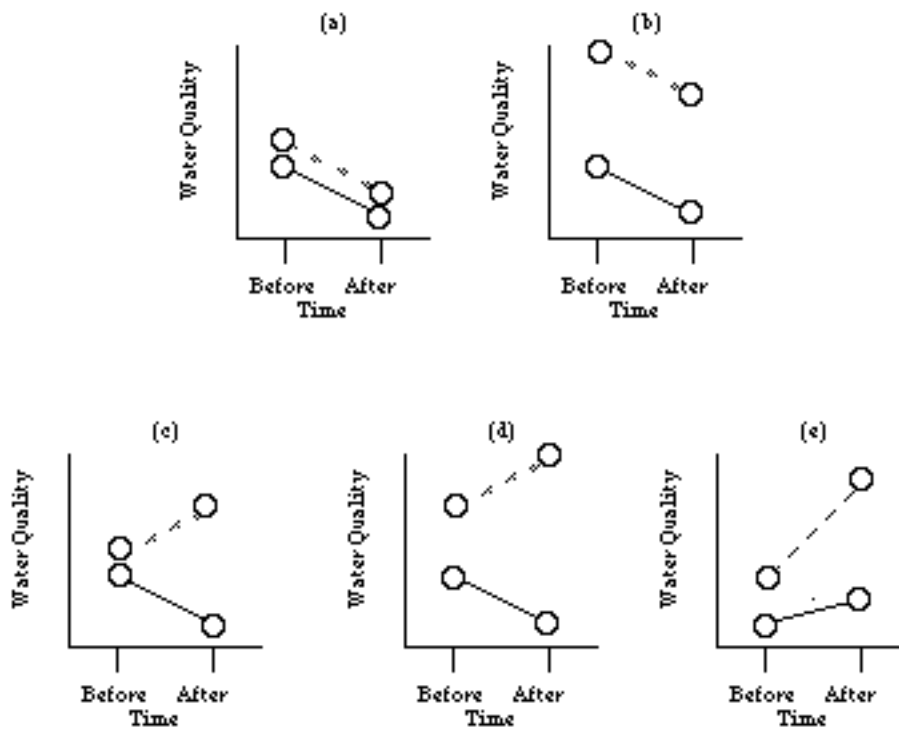 (a)
Water Quality
Before After
Time
(b)
Water Quality
Before After
Time
(c)
Water Quality
Before After
Time
(d)
Water Quality
Before After
Time
(e)
Water Quality
Before After
Time